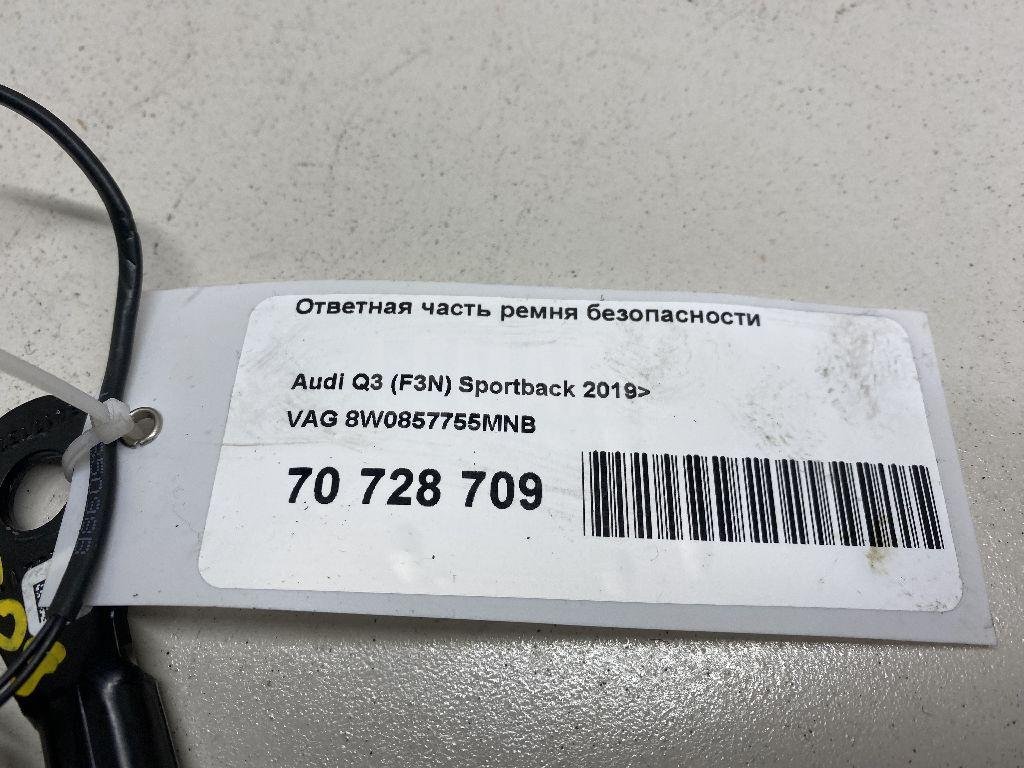 Ответная часть ремня безопасности
Audi Q3 (F3N) Sportback 2019>
VAG 8W0857755MNB
70 728 709